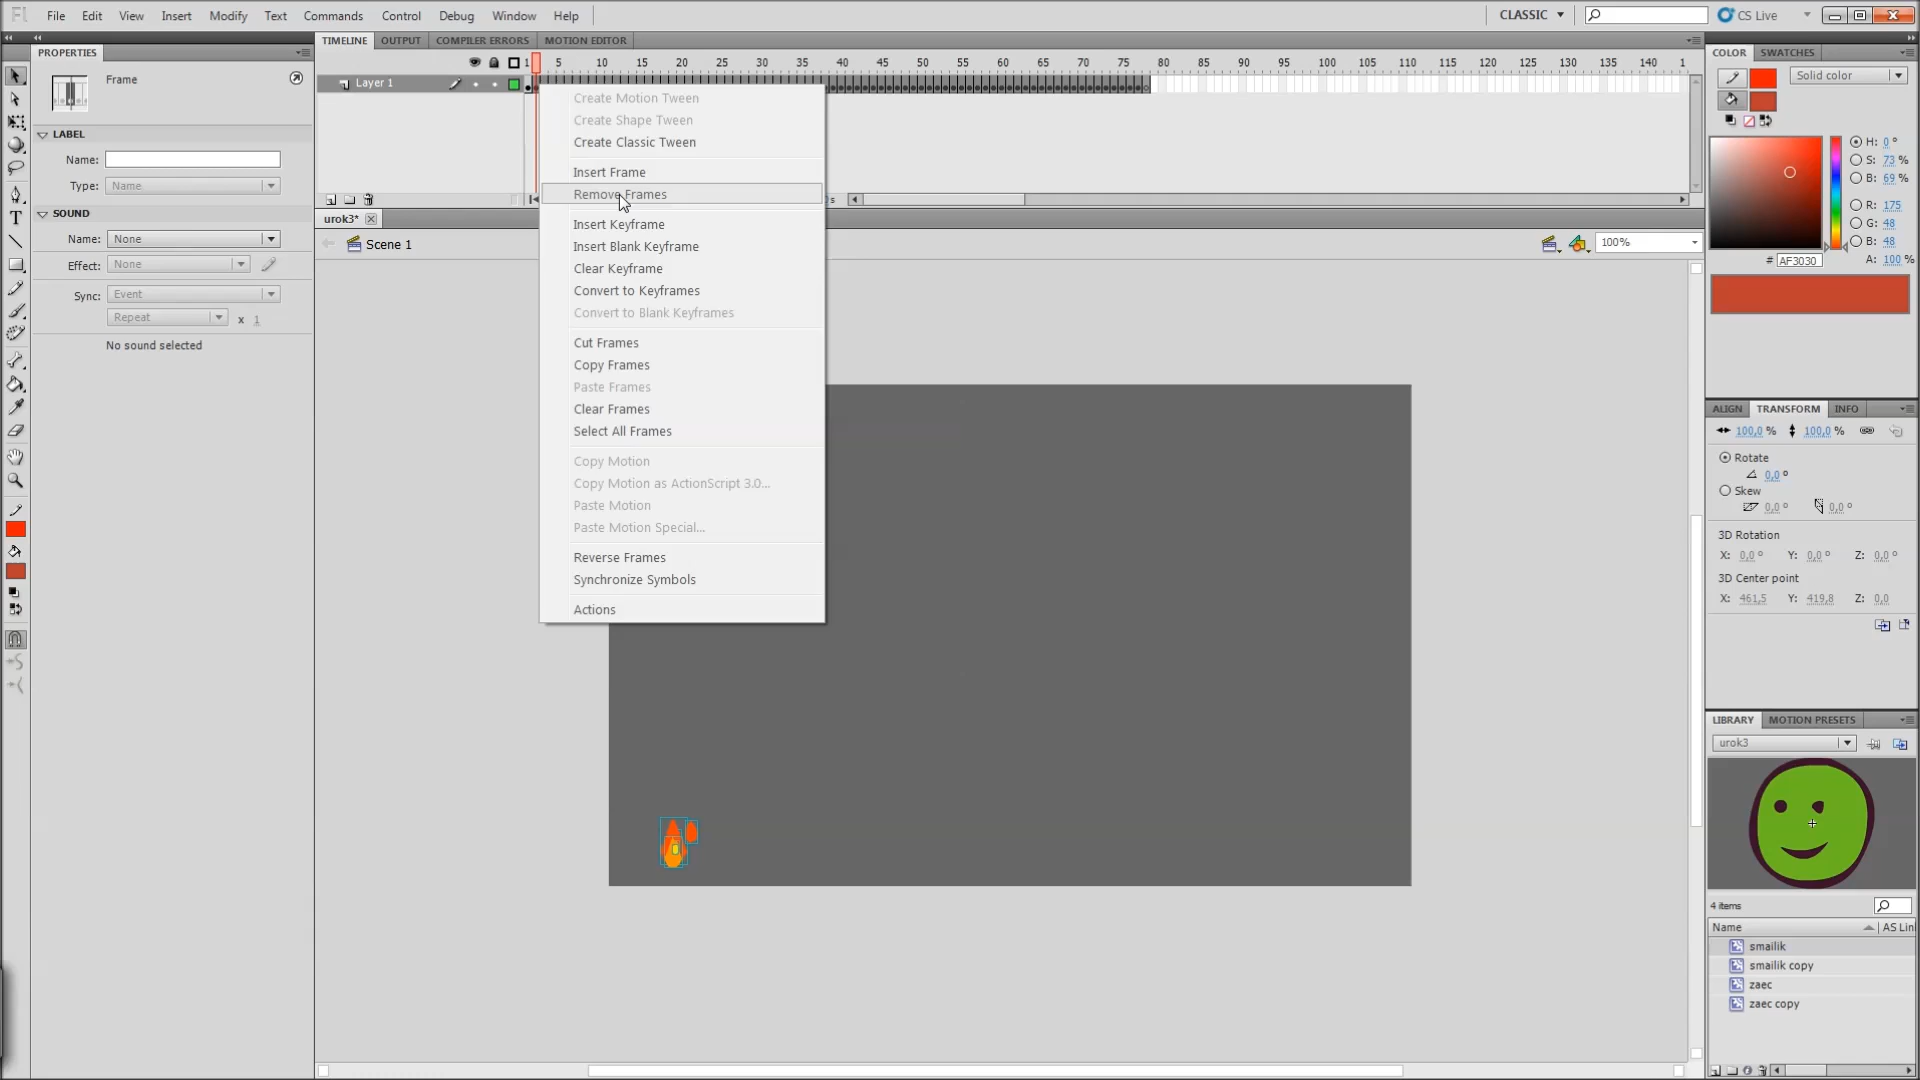 FL File Edit View Insert Modify Text Commands Control Debug Window Help CLASSIC CS Live
PROPERTIES
Frame
LABEL
Name:
Type: Name
SOUND
Name: None
Effect: None
Sync: Event
Repeat x 1
No sound selected
TIMELINE OUTPUT COMPILER ERRORS MOTION EDITOR
1 5 10 15 20 25 30 35 40 45 50 55 60 65 70 75 80 85 90 95 100 105 110 115 120 125 130 135 140 1
Layer 1
Create Motion Tween
Create Shape Tween
Create Classic Tween
Insert Frame
Remove Frames
Insert Keyframe
Insert Blank Keyframe
Clear Keyframe
Convert to Keyframes
Convert to Blank Keyframes
Cut Frames
Copy Frames
Paste Frames
Clear Frames
Select All Frames
Copy Motion
Copy Motion as ActionScript 3.0...
Paste Motion
Paste Motion Special...
Reverse Frames
Synchronize Symbols
Actions
s
urok3*
Scene 1
100%
COLOR SWATCHES
Solid color
H: 0 °
S: 73 %
B: 69 %
R: 175
G: 48
B: 48
# AF3030 A: 100 %
ALIGN TRANSFORM INFO
100,0 % 100,0 %
Rotate
0,0 °
Skew
0,0 ° 0,0 °
3D Rotation
X: 0,0 ° Y: 0,0 ° Z: 0,0 °
3D Center point
X: 461,5 Y: 419,8 Z: 0,0
LIBRARY MOTION PRESETS
urok3
4 items
Name AS Lin
smailik
smailik copy
zaec
zaec copy